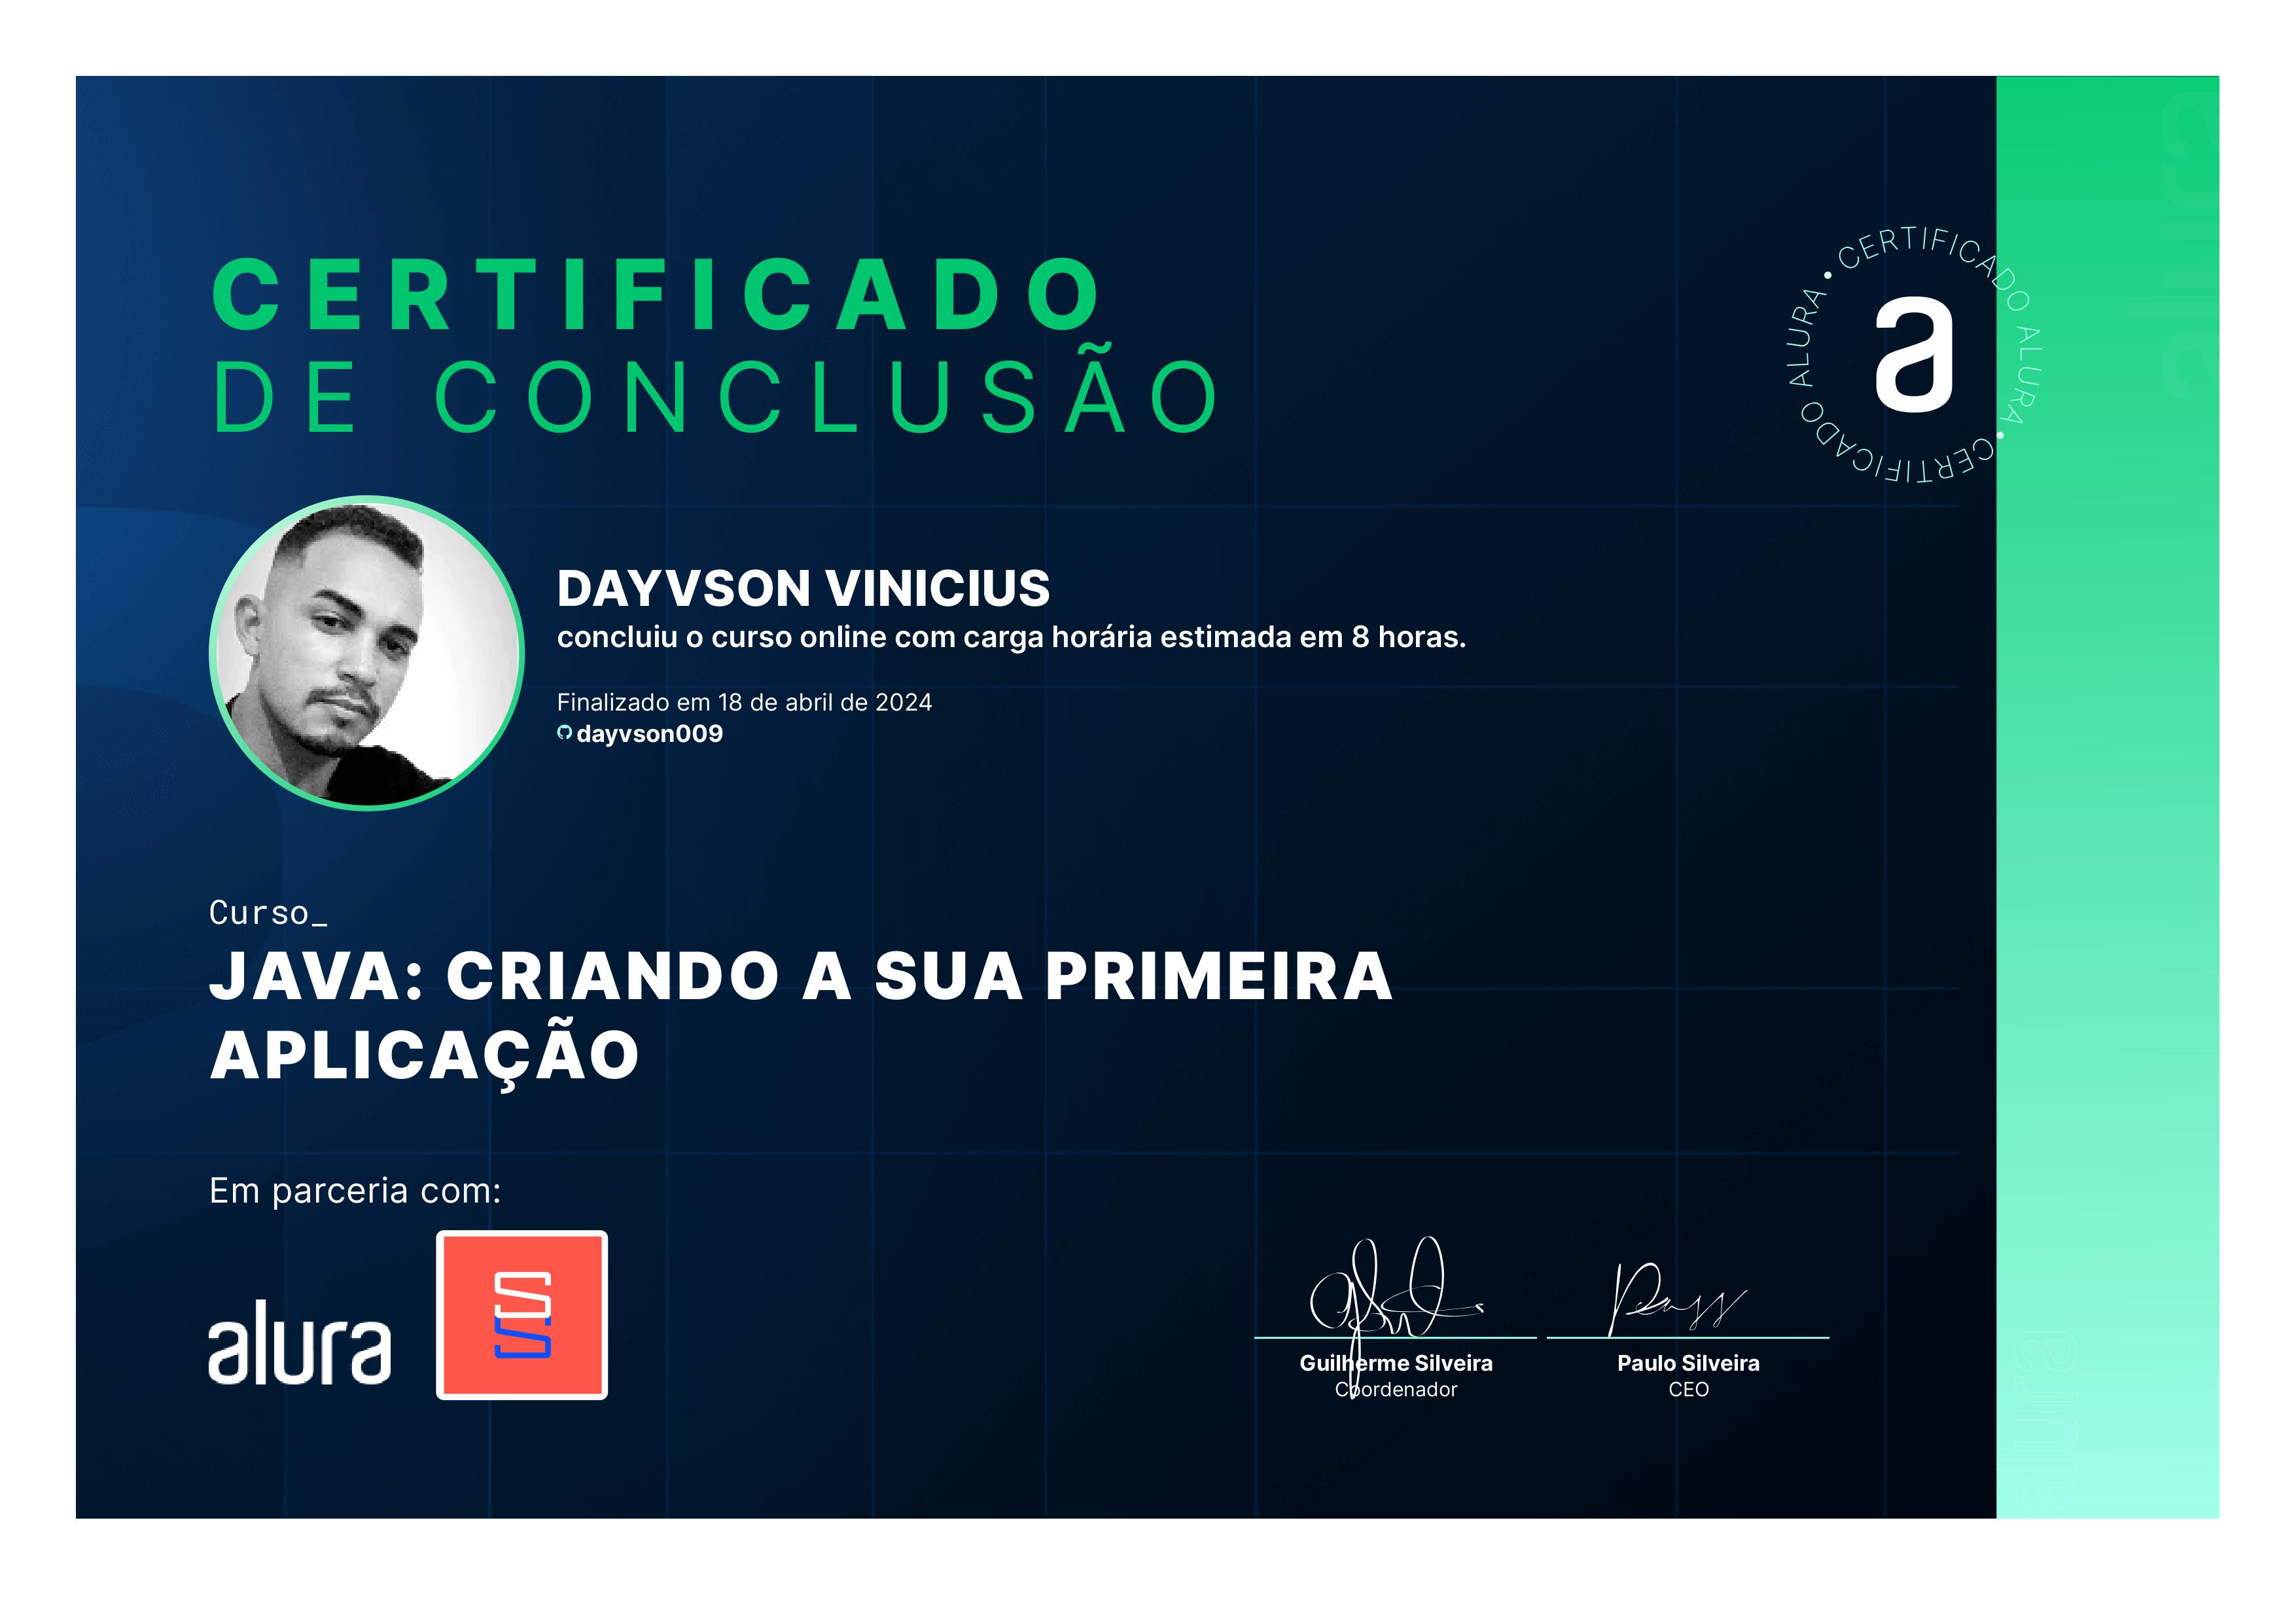 CERTIFICADO
DE CONCLUSÃO
• CERTIFICADO ALURA • CERTIFICADO ALURA
a
alura
DAYVSON VINICIUS
concluiu o curso online com carga horária estimada em 8 horas.
Finalizado em 18 de abril de 2024
dayvson009
Curso_
JAVA: CRIANDO A SUA PRIMEIRA
APLICAÇÃO
Em parceria com:
alura
Guilherme Silveira
Coordenador
Paulo Silveira
CEO
alura